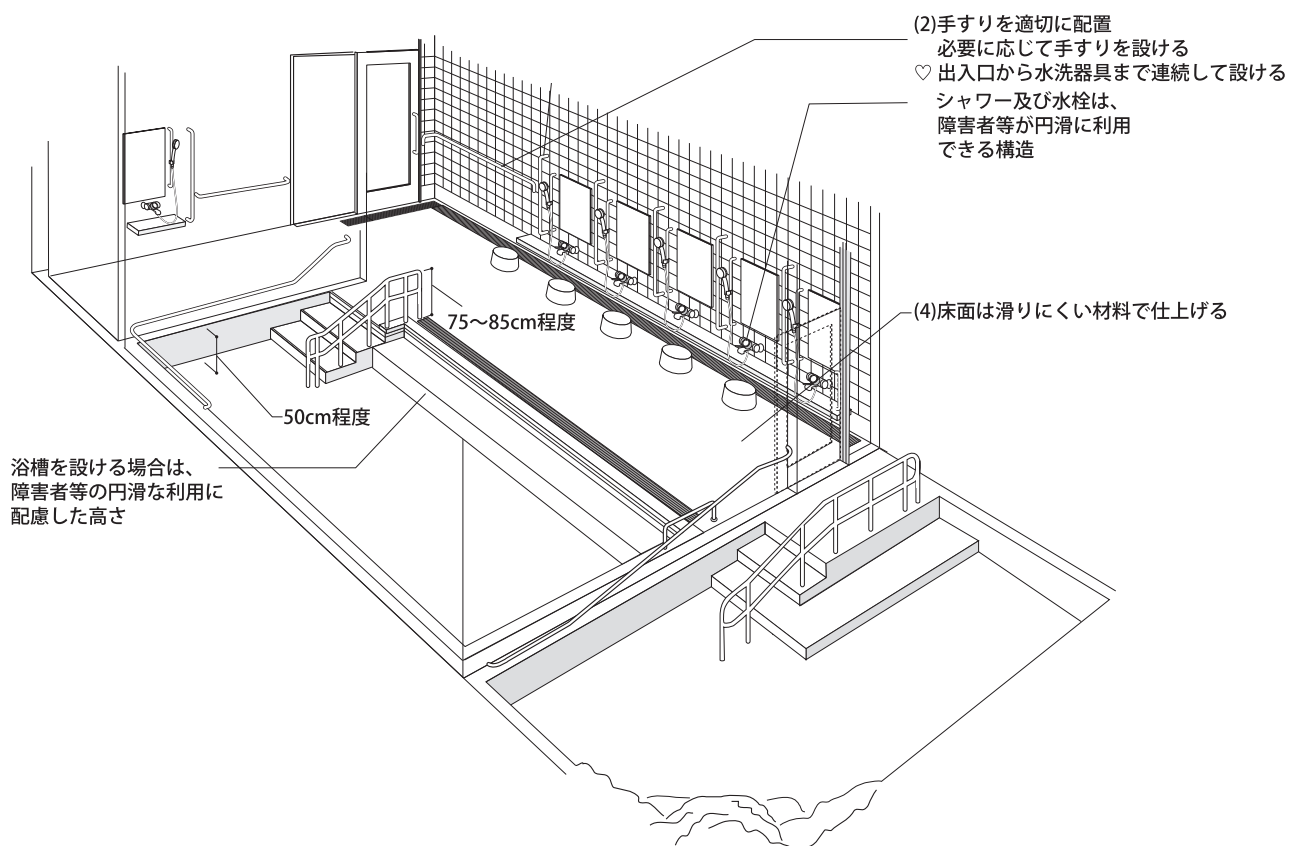 (2)手すりを適切に配置
必要に応じて手すりを設ける
♡ 出入口から水洗器具まで連続して設ける
シャワー及び水栓は、
障害者等が円滑に利用
できる構造
(4)床面は滑りにくい材料で仕上げる
75～85cm程度
50cm程度
浴槽を設ける場合は、
障害者等の円滑な利用に
配慮した高さ